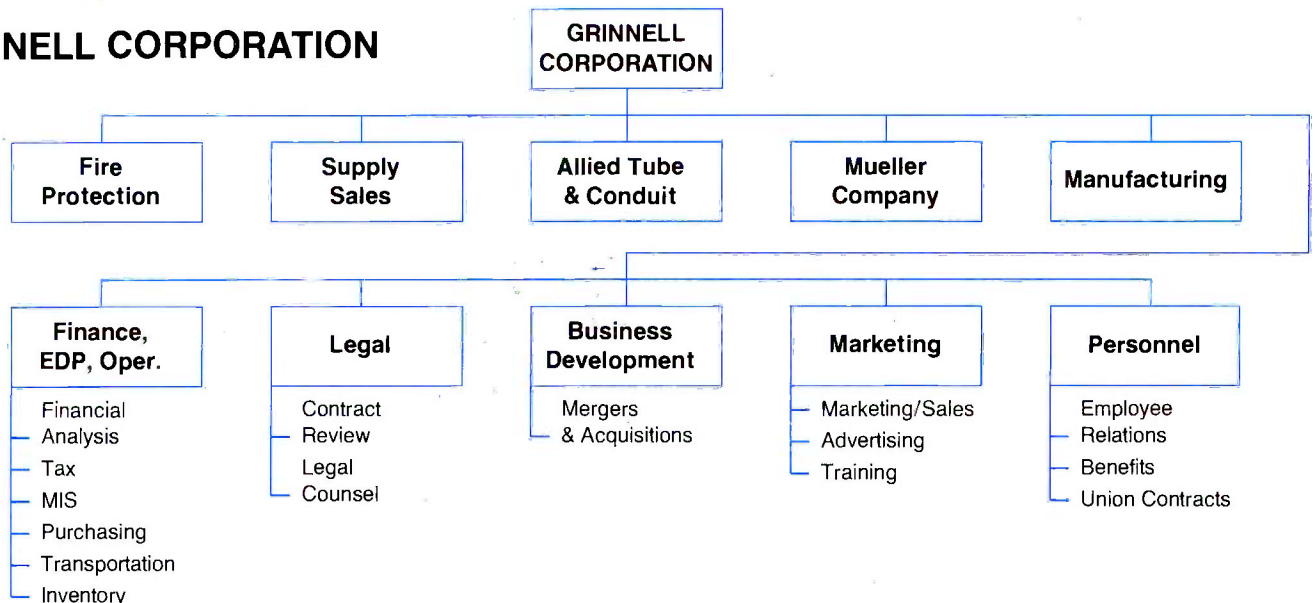 NELL CORPORATION
GRINNELL
CORPORATION
Fire
Protection
Supply
Sales
Allied Tube
& Conduit
Mueller
Company
Manufacturing
Finance,
EDP, Oper.
Legal
Business
Development
Marketing
Personnel
Financial
Analysis
Tax
MIS
Purchasing
Transportation
Inventory
Contract
Review
Legal
Counsel
Mergers
& Acquisitions
Marketing/Sales
Advertising
Training
Employee
Relations
Benefits
Union Contracts